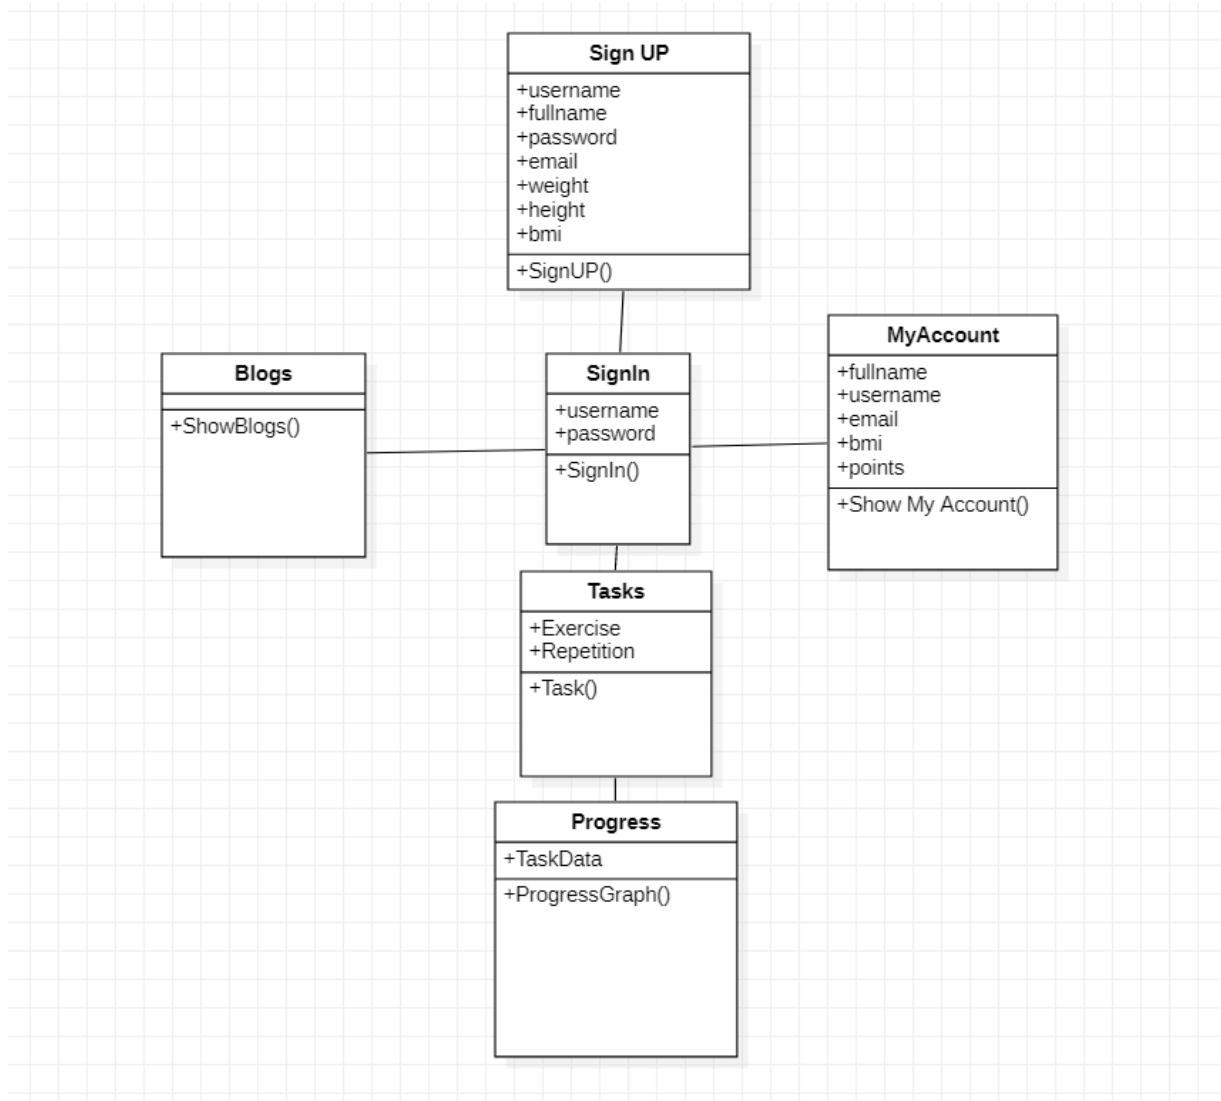 Sign UP
+username
+fullname
+password
+email
+weight
+height
+bmi
+SignUP()
Blogs
+ShowBlogs()
SignIn
+username
+password
+SignIn()
MyAccount
+fullname
+username
+email
+bmi
+points
+Show My Account()
Tasks
+Exercise
+Repetition
+Task()
Progress
+TaskData
+ProgressGraph()